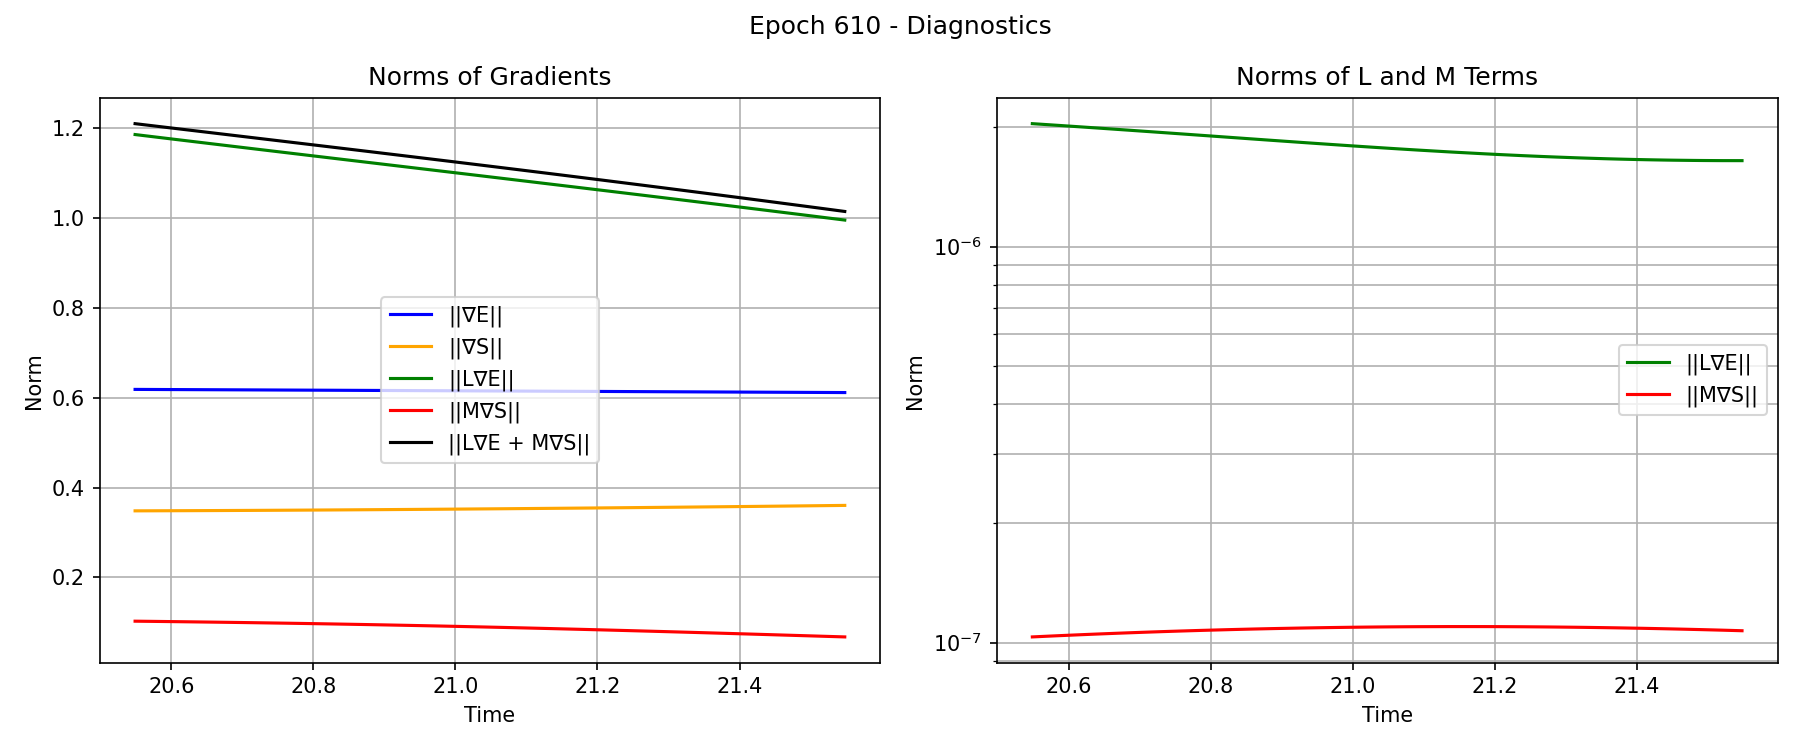 Epoch 610 - Diagnostics
Norms of Gradients
1.2
1.0
0.8
0.6
0.4
0.2
Norm
||∇E||
||∇S||
||L∇E||
||M∇S||
||L∇E + M∇S||
20.6 20.8 21.0 21.2 21.4
Time
Norms of L and M Terms
10⁻⁶
10⁻⁷
Norm
||L∇E||
||M∇S||
20.6 20.8 21.0 21.2 21.4
Time